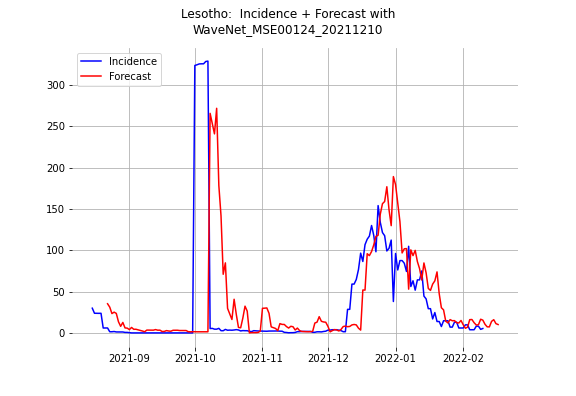 Lesotho:  Incidence + Forecast with
WaveNet_MSE00124_20211210
Incidence
Forecast
300
250
200
150
100
50
0
2021-09 2021-10 2021-11 2021-12 2022-01 2022-02